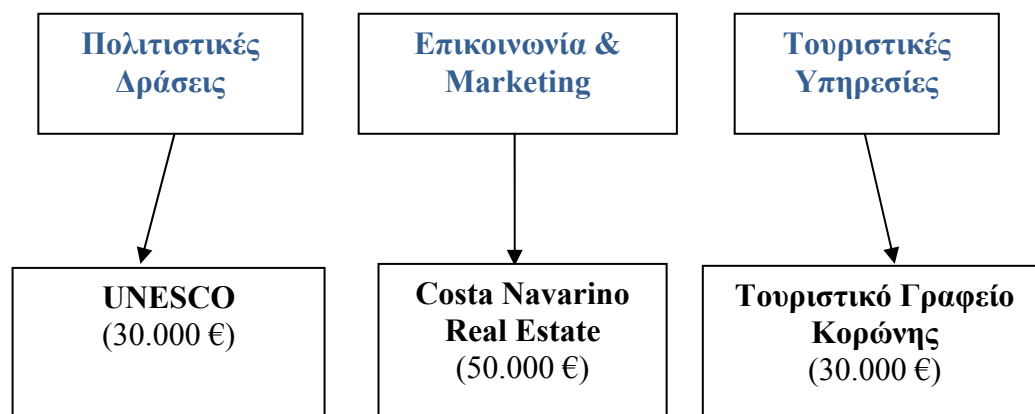 Πολιτιστικές
Δράσεις
Επικοινωνία &
Marketing
Τουριστικές
Υπηρεσίες
UNESCO
(30.000 €)
Costa Navarino
Real Estate
(50.000 €)
Τουριστικό Γραφείο
Κορώνης
(30.000 €)